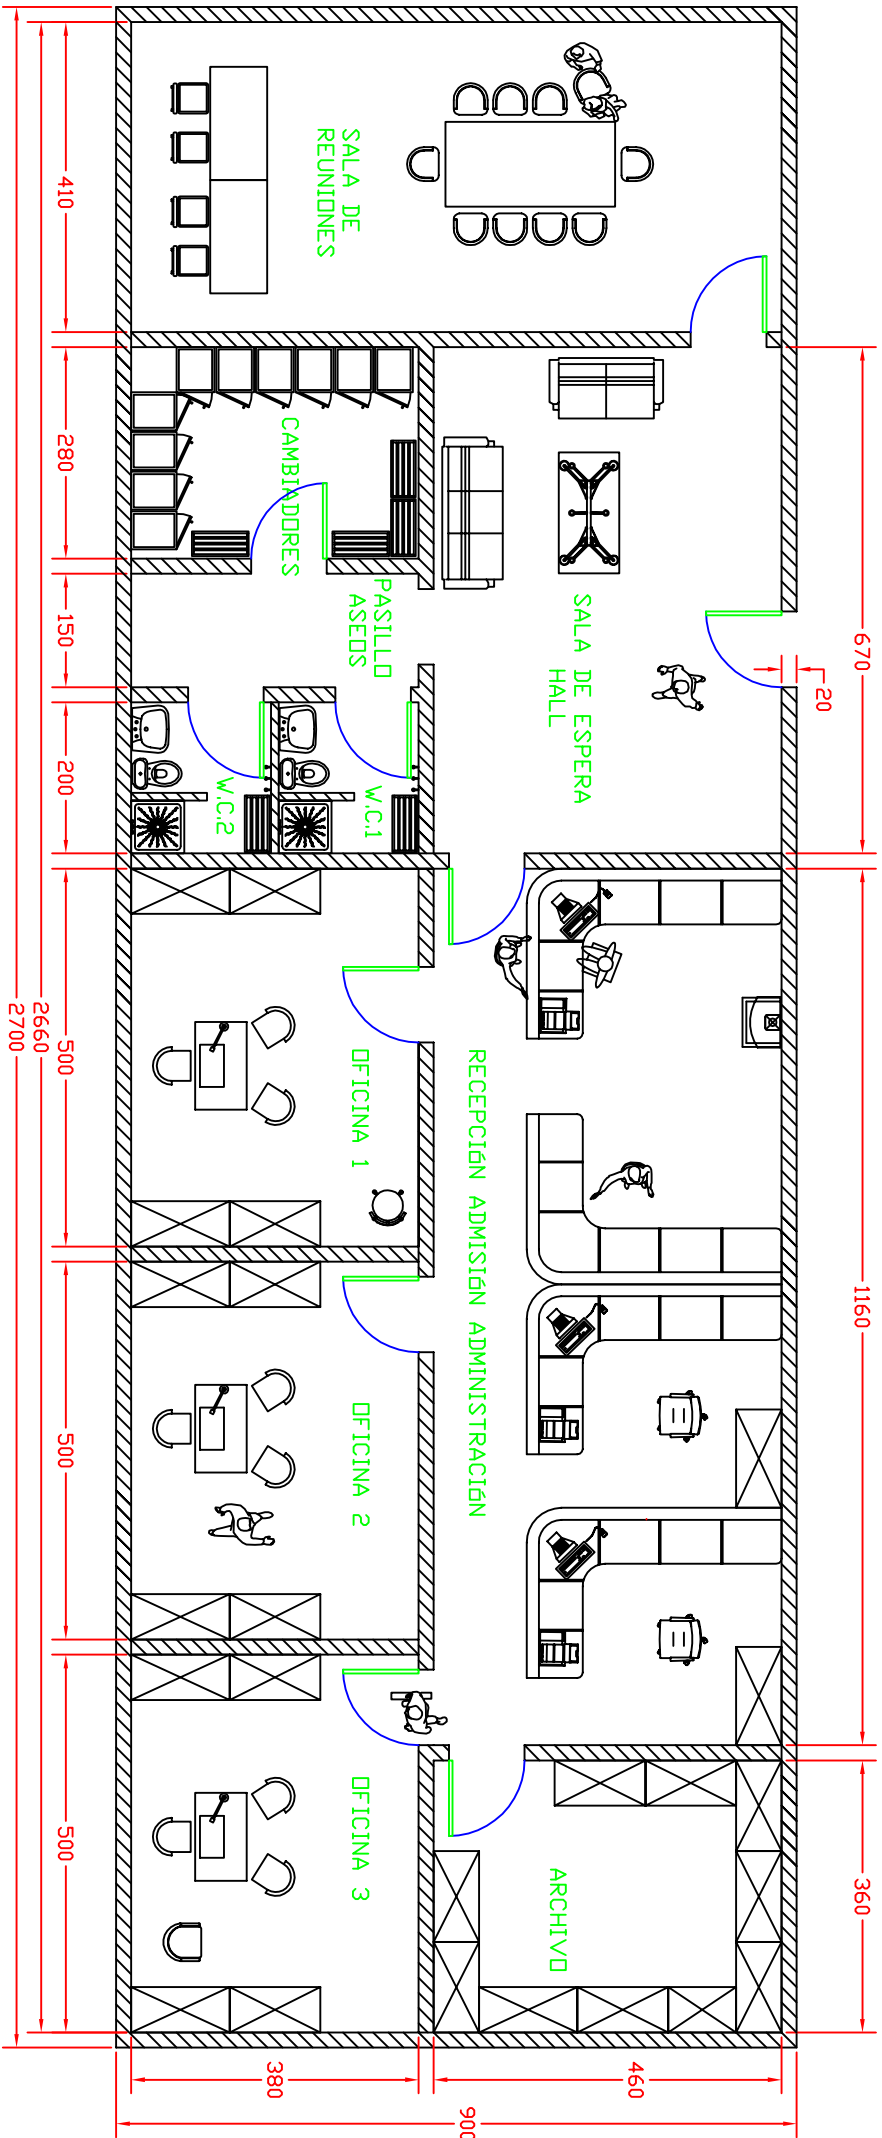 SALA DE
REUNIONES
CAMBIADORES
PASILLO
ASEOS
SALA DE ESPERA
HALL
W.C.1
W.C.2
RECEPCIÓN ADMISIÓN ADMINISTRACIÓN
OFICINA 1
OFICINA 2
OFICINA 3
ARCHIVO
670
1160
360
20
410
280
150
200
500
500
500
2660
2700
380
460
900